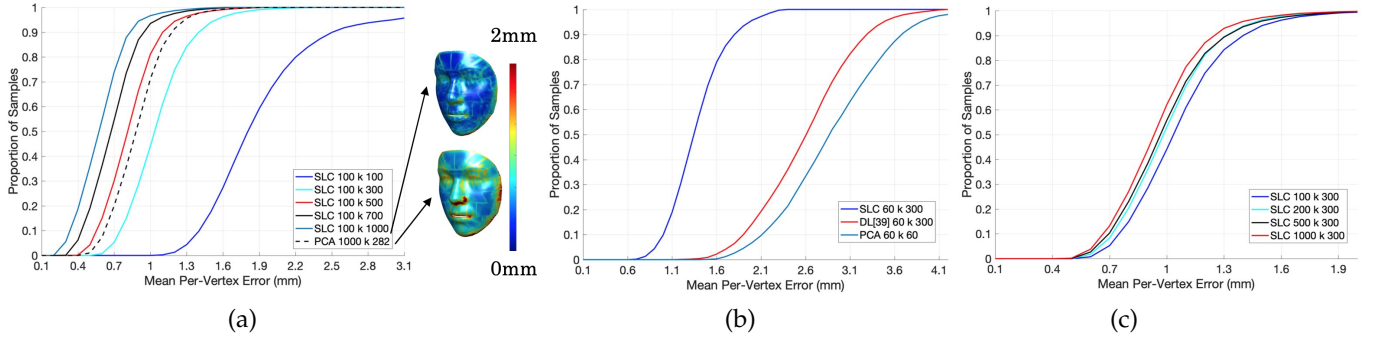 Proportion of Samples
1
0.9
0.8
0.7
0.6
0.5
0.4
0.3
0.2
0.1
0
0.1 0.4 0.7 1 1.3 1.6 1.9 2.2 2.5 2.8 3.1
Mean Per-Vertex Error (mm)
SLC 100 k 100
SLC 100 k 300
SLC 100 k 500
SLC 100 k 700
SLC 100 k 1000
PCA 1000 k 282
2mm
0mm
(a)
Proportion of Samples
1
0.9
0.8
0.7
0.6
0.5
0.4
0.3
0.2
0.1
0
0.1 0.6 1.1 1.6 2.1 2.6 3.1 3.6 4.1
Mean Per-Vertex Error (mm)
SLC 60 k 300
DL[39] 60 k 300
PCA 60 k 60
(b)
Proportion of Samples
1
0.9
0.8
0.7
0.6
0.5
0.4
0.3
0.2
0.1
0
0.1 0.4 0.7 1 1.3 1.6 1.9
Mean Per-Vertex Error (mm)
SLC 100 k 300
SLC 200 k 300
SLC 500 k 300
SLC 1000 k 300
(c)